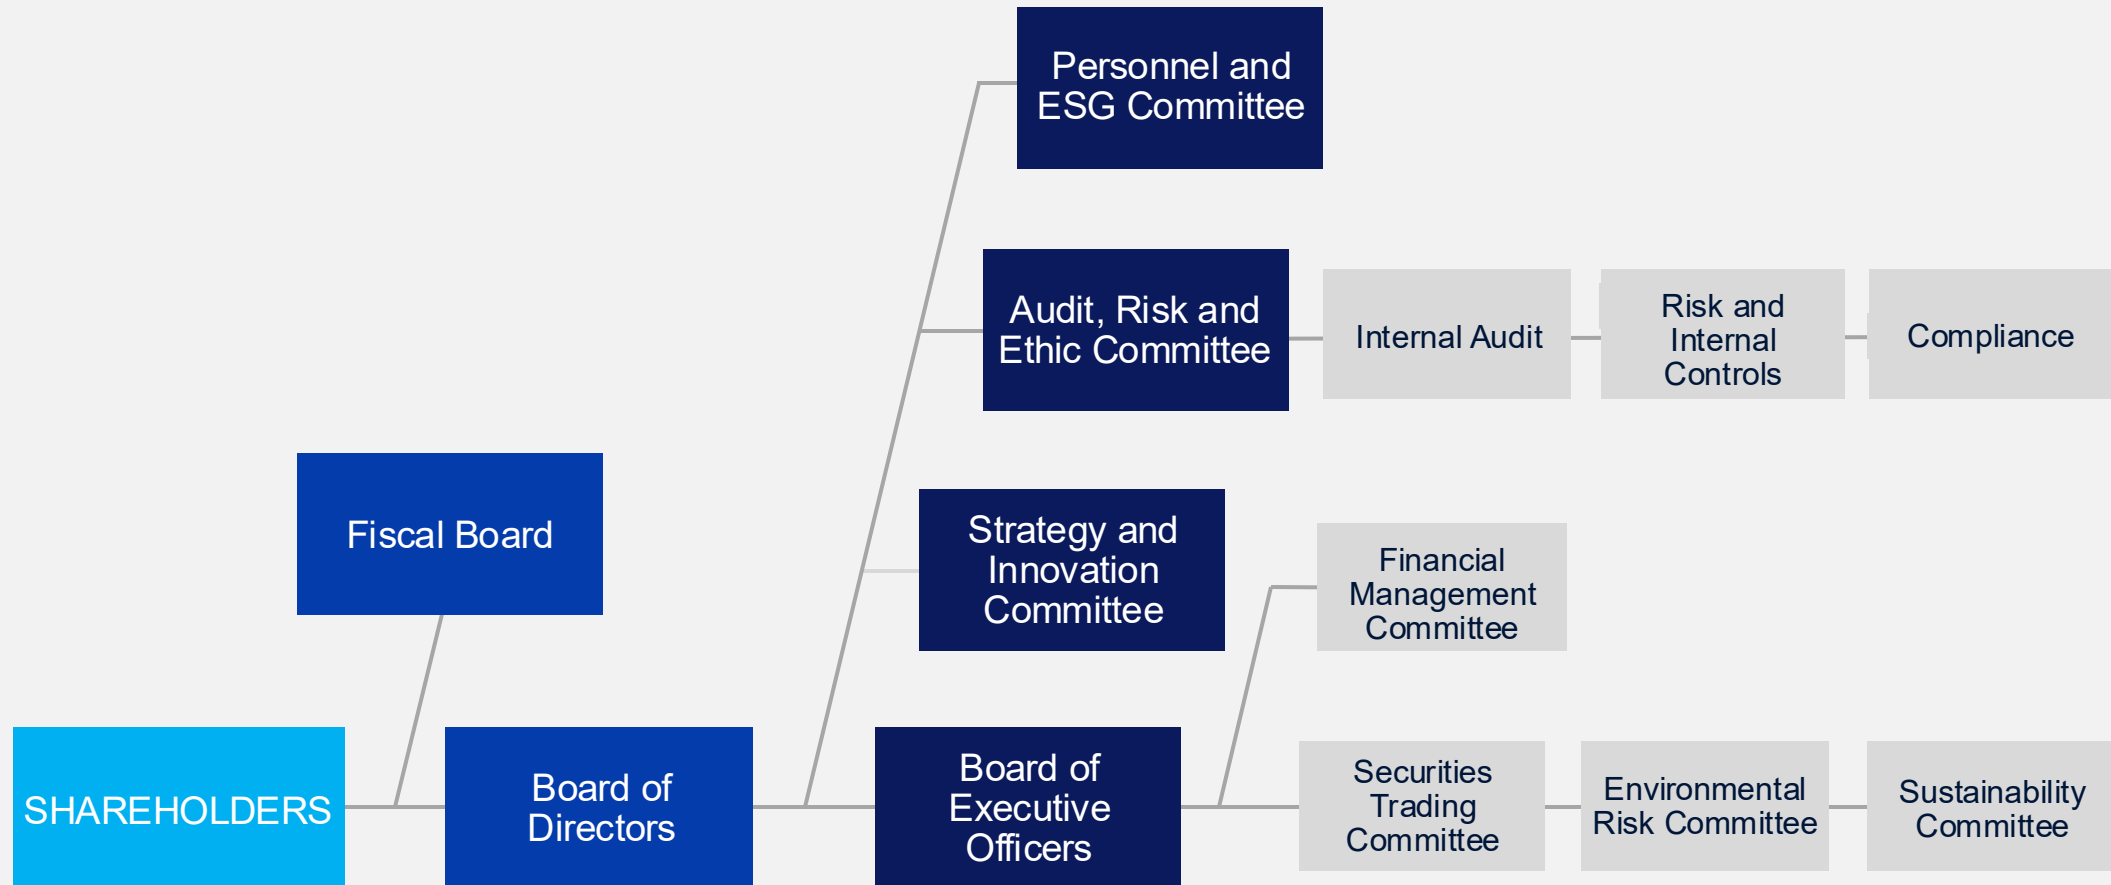 Personnel and
ESG Committee
Audit, Risk and
Ethic Committee
Internal Audit
Risk and
Internal
Controls
Compliance
Fiscal Board
Strategy and
Innovation
Committee
Financial
Management
Committee
SHAREHOLDERS
Board of
Directors
Board of
Executive
Officers
Securities
Trading
Committee
Environmental
Risk Committee
Sustainability
Committee